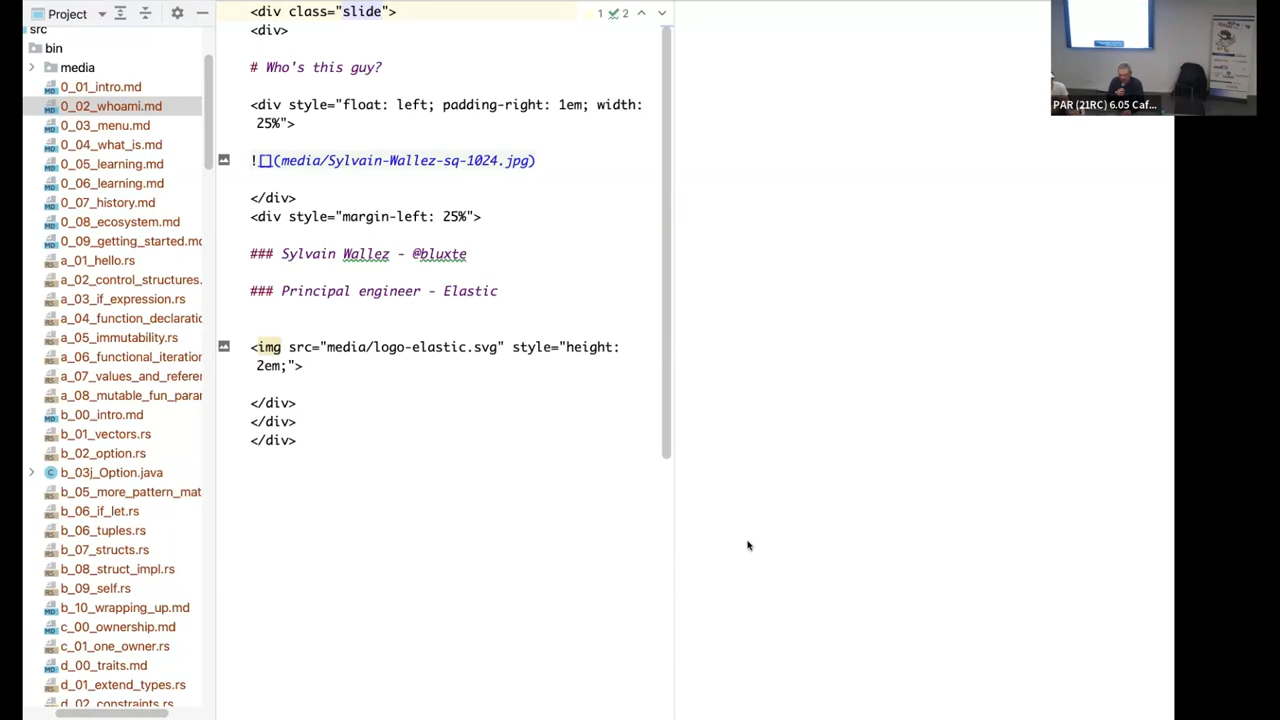 Project
src
bin
media
0_01_intro.md
0_02_whoami.md
0_03_menu.md
0_04_what_is.md
0_05_learning.md
0_06_learning.md
0_07_history.md
0_08_ecosystem.md
0_09_getting_started.md
a_01_hello.rs
a_02_control_structures.
a_03_if_expression.rs
a_04_function_declaratio
a_05_immutability.rs
a_06_functional_iteration
a_07_values_and_referen
a_08_mutable_fun_parar
b_00_intro.md
b_01_vectors.rs
b_02_option.rs
b_03j_Option.java
b_05_more_pattern_mat
b_06_if_let.rs
b_06_tuples.rs
b_07_structs.rs
b_08_struct_impl.rs
b_09_self.rs
b_10_wrapping_up.md
c_00_ownership.md
c_01_one_owner.rs
d_00_traits.md
d_01_extend_types.rs
d_02_constraints.rs
<div class="slide">
1 2
<div>
# Who's this guy?
<div style="float: left; padding-right: 1em; width:
25%">
![](media/Sylvain-Wallez-sq-1024.jpg)
</div>
<div style="margin-left: 25%">
### Sylvain Wallez - @bluxte
### Principal engineer - Elastic
<img src="media/logo-elastic.svg" style="height:
2em;">
</div>
</div>
</div>
PAR (21RC) 6.05 Caf...